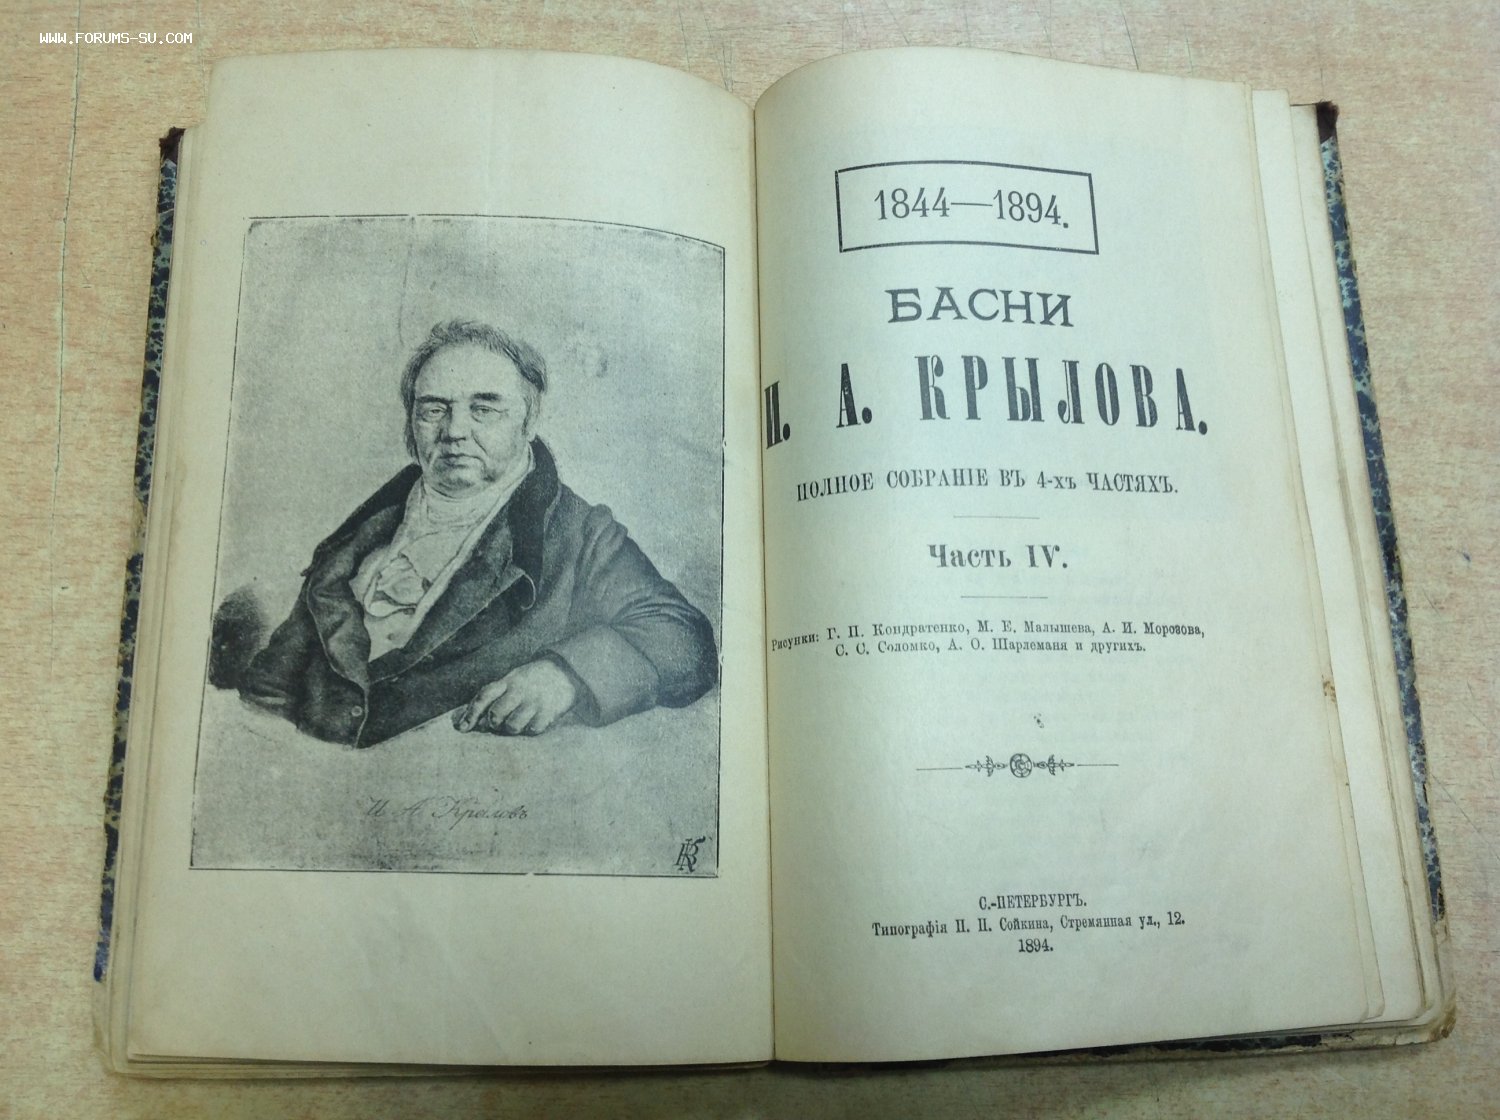 WWW.FORUMS-SU.COM
И. А. Крыловъ
1844—1894.
БАСНИ
И. А. КРЫЛОВА.
ПОЛНОЕ СОБРАНІЕ ВЪ 4-хъ ЧАСТЯХЪ.
Часть IV.
Рисунки: Г. П. Кондратенко, М. Е. Малышева, А. И. Морозова,
С. С. Соломко, А. О. Шарлеманя и другихъ.
С.-ПЕТЕРБУРГЪ.
Типографія П. П. Сойкина, Стремянная ул., 12.
1894.